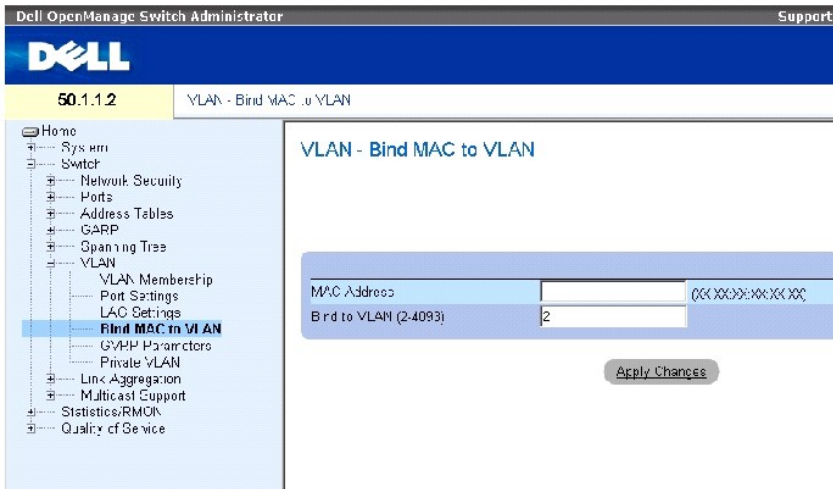 Dell OpenManage Switch Administrator
Support
DELL
50.1.1.2
VLAN - Bind MAC to VLAN
Home
System
Switch
Network Security
Ports
Address Tables
GARP
Spanning Tree
VLAN
VLAN Membership
Port Settings
LAG Settings
Bind MAC to VLAN
GVRP Parameters
Private VLAN
Link Aggregation
Multicast Support
Statistics/RMON
Quality of Service
VLAN - Bind MAC to VLAN
MAC Address
(XX:XX:XX:XX:XX:XX)
Bind to VLAN (2-4093)
2
Apply Changes